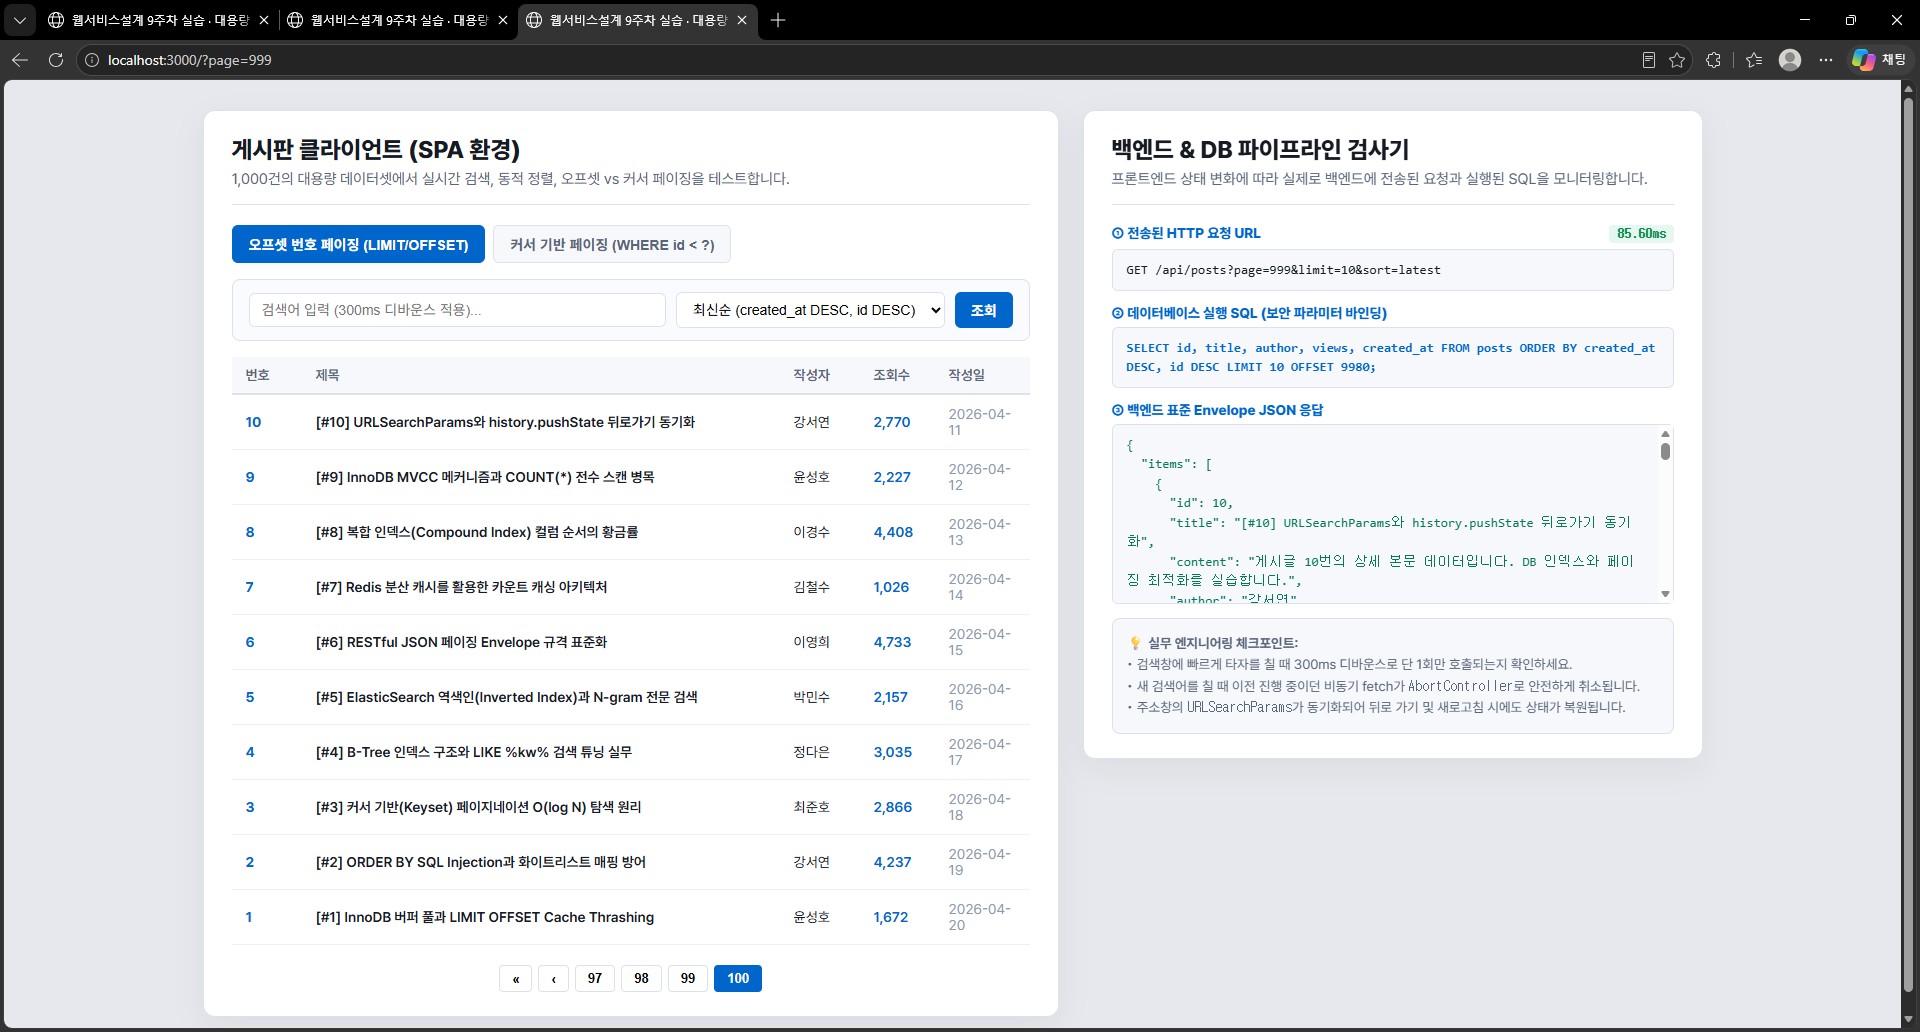 웹서비스설계 9주차 실습 · 대용량
웹서비스설계 9주차 실습 · 대용량
웹서비스설계 9주차 실습 · 대용량
localhost:3000/?page=999
채팅
게시판 클라이언트 (SPA 환경)
1,000건의 대용량 데이터셋에서 실시간 검색, 동적 정렬, 오프셋 vs 커서 페이징을 테스트합니다.
오프셋 번호 페이징 (LIMIT/OFFSET)
커서 기반 페이징 (WHERE id < ?)
검색어 입력 (300ms 디바운스 적용)...
최신순 (created_at DESC, id DESC)
조회
번호 제목 작성자 조회수 작성일
10 [#10] URLSearchParams와 history.pushState 뒤로가기 동기화 강서연 2,770 2026-04-
11
9 [#9] InnoDB MVCC 메커니즘과 COUNT(*) 전수 스캔 병목 윤성호 2,227 2026-04-
12
8 [#8] 복합 인덱스(Compound Index) 컬럼 순서의 황금률 이경수 4,408 2026-04-
13
7 [#7] Redis 분산 캐시를 활용한 카운트 캐싱 아키텍처 김철수 1,026 2026-04-
14
6 [#6] RESTful JSON 페이징 Envelope 규격 표준화 이영희 4,733 2026-04-
15
5 [#5] ElasticSearch 역색인(Inverted Index)과 N-gram 전문 검색 박민수 2,157 2026-04-
16
4 [#4] B-Tree 인덱스 구조와 LIKE %kw% 검색 튜닝 실무 정다은 3,035 2026-04-
17
3 [#3] 커서 기반(Keyset) 페이지네이션 O(log N) 탐색 원리 최준호 2,866 2026-04-
18
2 [#2] ORDER BY SQL Injection과 화이트리스트 매핑 방어 강서연 4,237 2026-04-
19
1 [#1] InnoDB 버퍼 풀과 LIMIT OFFSET Cache Thrashing 윤성호 1,672 2026-04-
20
« ‹ 97 98 99 100
백엔드 & DB 파이프라인 검사기
프론트엔드 상태 변화에 따라 실제로 백엔드에 전송된 요청과 실행된 SQL을 모니터링합니다.
① 전송된 HTTP 요청 URL 85.60ms
GET /api/posts?page=999&limit=10&sort=latest
② 데이터베이스 실행 SQL (보안 파라미터 바인딩)
SELECT id, title, author, views, created_at FROM posts ORDER BY created_at
DESC, id DESC LIMIT 10 OFFSET 9980;
③ 백엔드 표준 Envelope JSON 응답
{
"items": [
{
"id": 10,
"title": "[#10] URLSearchParams와 history.pushState 뒤로가기 동기
화",
"content": "게시글 10번의 상세 본문 데이터입니다. DB 인덱스와 페이
징 최적화를 실습합니다.",
"author": "강서연"
💡 실무 엔지니어링 체크포인트:
• 검색창에 빠르게 타자를 칠 때 300ms 디바운스로 단 1회만 호출되는지 확인하세요.
• 새 검색어를 칠 때 이전 진행 중이던 비동기 fetch가 AbortController로 안전하게 취소됩니다.
• 주소창의 URLSearchParams가 동기화되어 뒤로 가기 및 새로고침 시에도 상태가 복원됩니다.